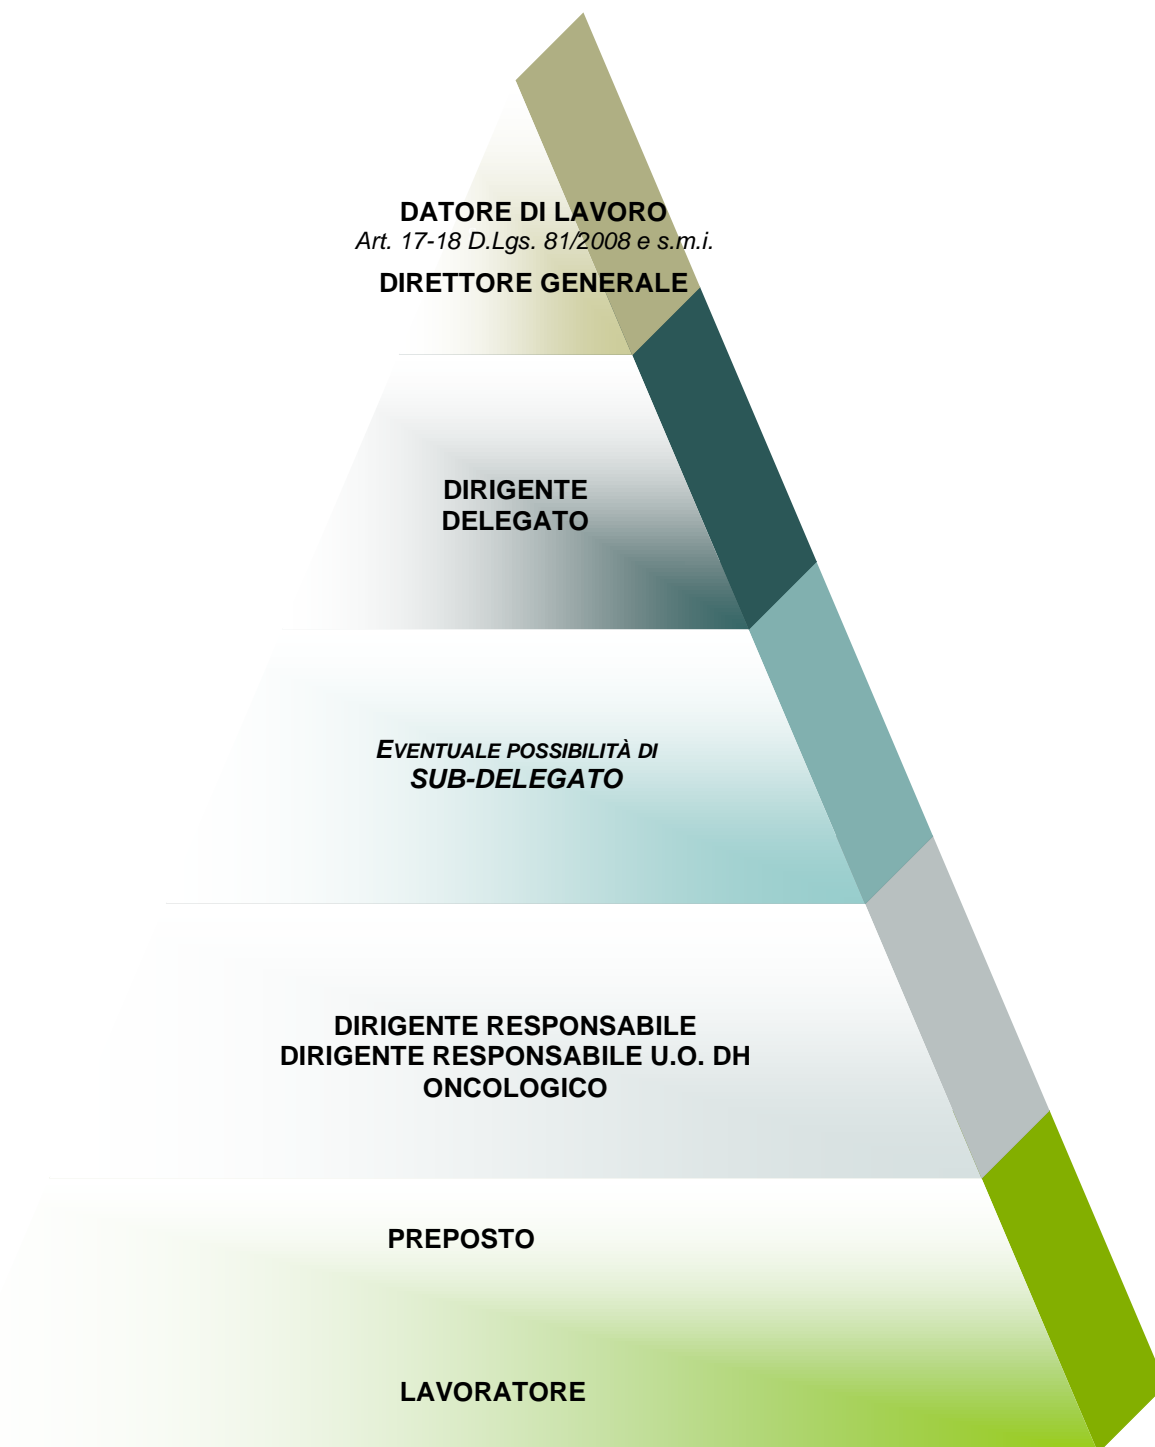 DATORE DI LAVORO
Art. 17-18 D.Lgs. 81/2008 e s.m.i.
DIRETTORE GENERALE
DIRIGENTE
DELEGATO
EVENTUALE POSSIBILITÀ DI
SUB-DELEGATO
DIRIGENTE RESPONSABILE
DIRIGENTE RESPONSABILE U.O. DH
ONCOLOGICO
PREPOSTO
LAVORATORE